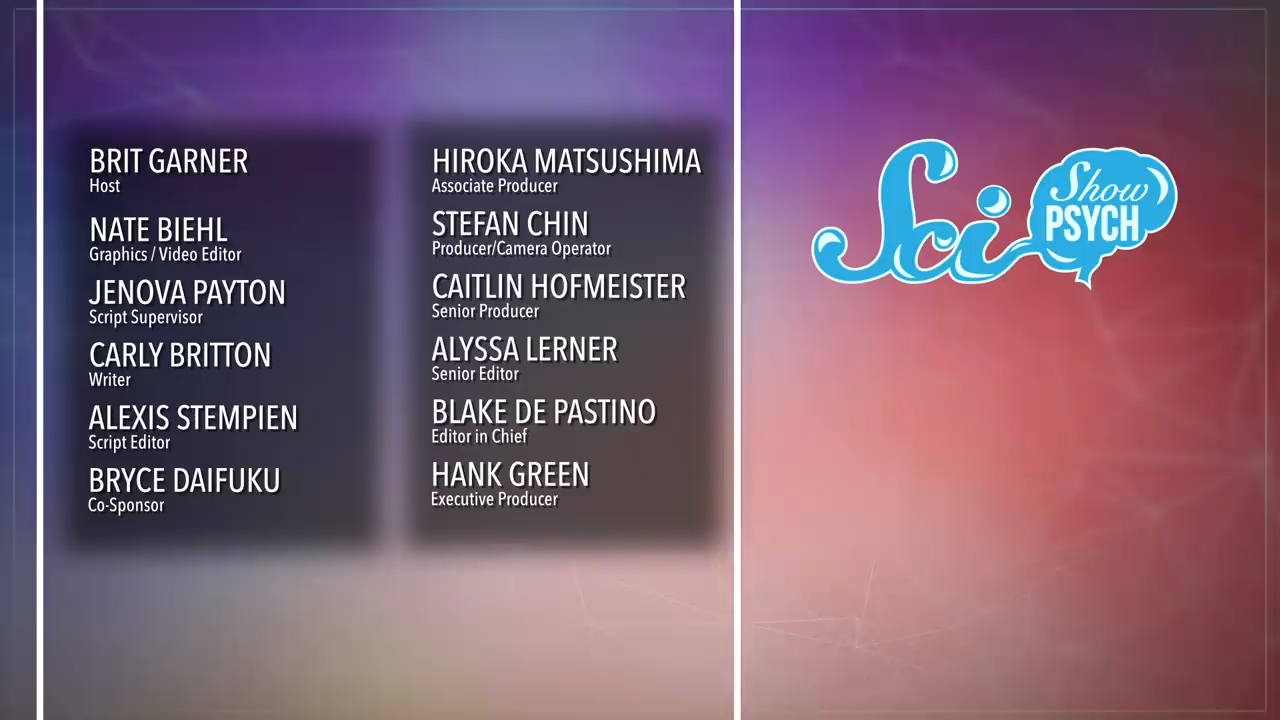 BRIT GARNER
Host
NATE BIEHL
Graphics / Video Editor
JENOVA PAYTON
Script Supervisor
CARLY BRITTON
Writer
ALEXIS STEMPIEN
Script Editor
BRYCE DAIFUKU
Co-Sponsor
HIROKA MATSUSHIMA
Associate Producer
STEFAN CHIN
Producer/Camera Operator
CAITLIN HOFMEISTER
Senior Producer
ALYSSA LERNER
Senior Editor
BLAKE DE PASTINO
Editor in Chief
HANK GREEN
Executive Producer
Sci
Show
PSYCH